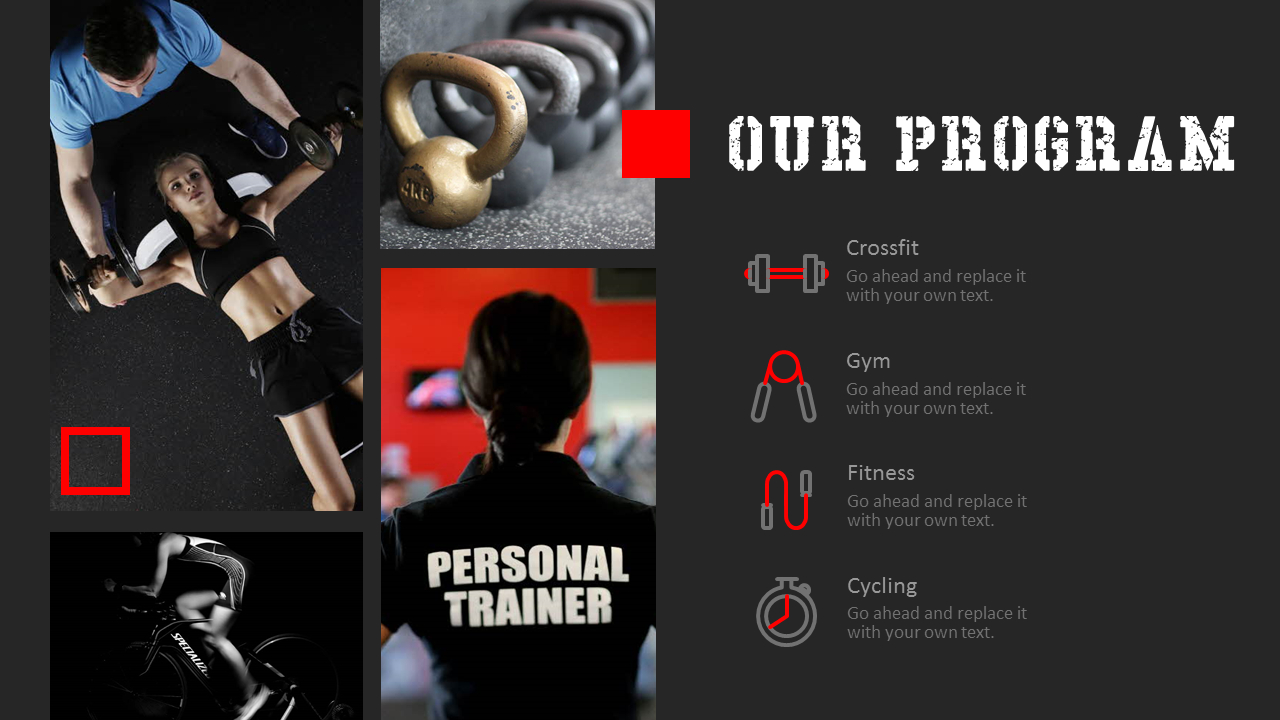 OUR PROGRAM
Crossfit
Go ahead and replace it
with your own text.
Gym
Go ahead and replace it
with your own text.
Fitness
Go ahead and replace it
with your own text.
Cycling
Go ahead and replace it
with your own text.
PERSONAL
TRAINER